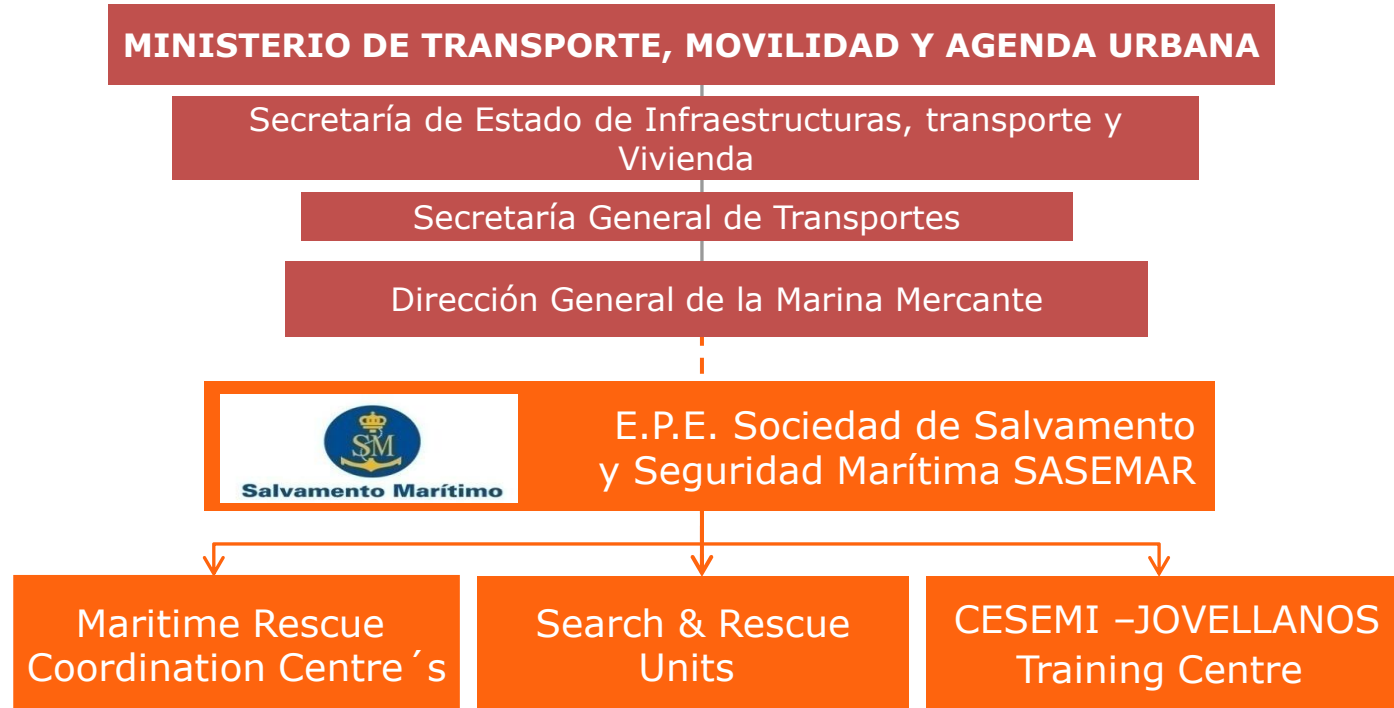 MINISTERIO DE TRANSPORTE, MOVILIDAD Y AGENDA URBANA
Secretaría de Estado de Infraestructuras, transporte y
Vivienda
Secretaría General de Transportes
Dirección General de la Marina Mercante
SM
Salvamento Marítimo
E.P.E. Sociedad de Salvamento
y Seguridad Marítima SASEMAR
Maritime Rescue
Coordination Centre´s
Search & Rescue
Units
CESEMI –JOVELLANOS
Training Centre